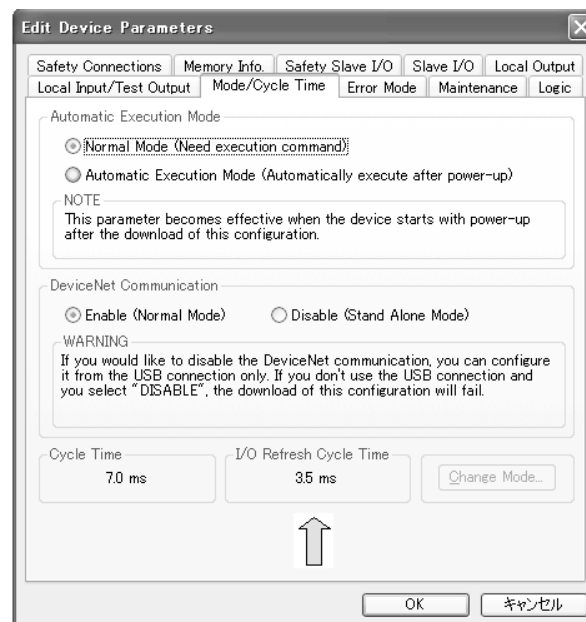 Edit Device Parameters
Safety Connections Memory Info. Safety Slave I/O Slave I/O Local Output
Local Input/Test Output Mode/Cycle Time Error Mode Maintenance Logic
Automatic Execution Mode
Normal Mode (Need execution command)
Automatic Execution Mode (Automatically execute after power-up)
NOTE
This parameter becomes effective when the device starts with power-up
after the download of this configuration.
DeviceNet Communication
Enable (Normal Mode) Disable (Stand Alone Mode)
WARNING
If you would like to disable the DeviceNet communication, you can configure
it from the USB connection only. If you don't use the USB connection and
you select "DISABLE", the download of this configuration will fail.
Cycle Time I/O Refresh Cycle Time
7.0 ms 3.5 ms Change Mode...
OK キャンセル